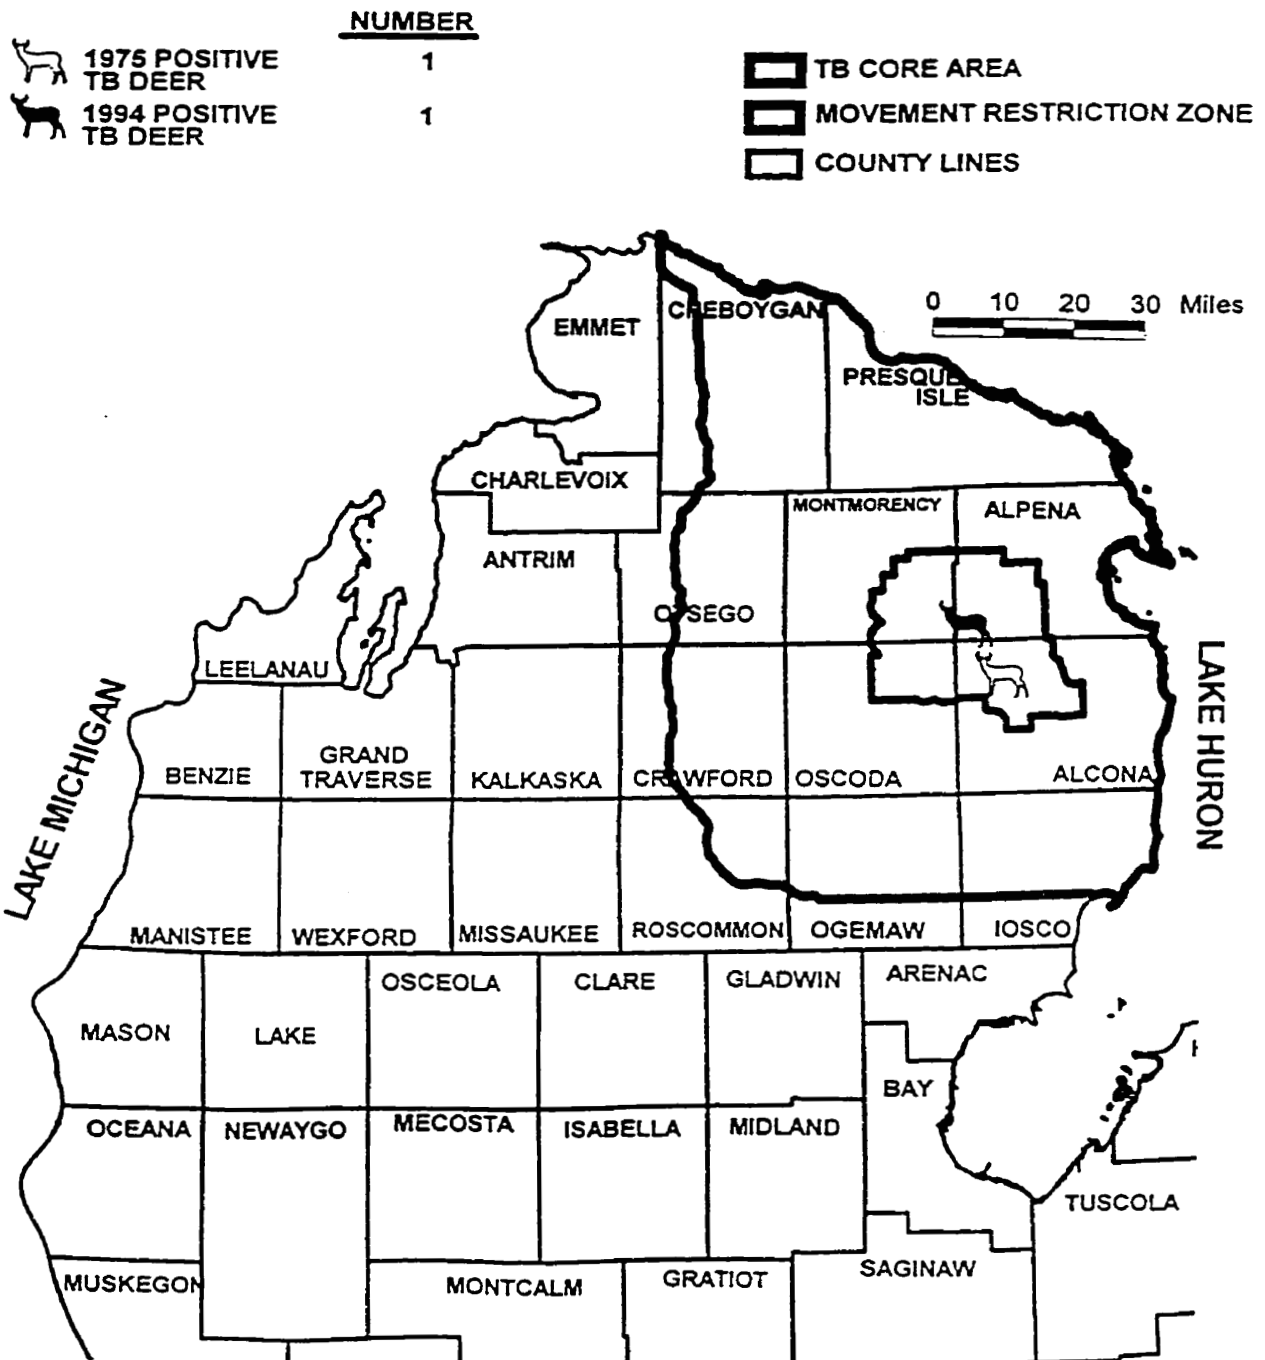 NUMBER
1975 POSITIVE
TB DEER
1
1994 POSITIVE
TB DEER
1
TB CORE AREA
MOVEMENT RESTRICTION ZONE
COUNTY LINES
0 10 20 30 Miles
CHEBOYGAN
EMMET
PRESQUE
ISLE
CHARLEVOIX
MONTMORENCY
ALPENA
ANTRIM
OTSEGO
LEELANAU
LAKE HURON
LAKE MICHIGAN
BENZIE
GRAND
TRAVERSE
KALKASKA
CRAWFORD
OSCODA
ALCONA
MANISTEE
WEXFORD
MISSAUKEE
ROSCOMMON
OGEMAW
IOSCO
OSCEOLA
CLARE
GLADWIN
ARENAC
MASON
LAKE
BAY
OCEANA
NEWAYGO
MECOSTA
ISABELLA
MIDLAND
TUSCOLA
MUSKEGON
MONTCALM
GRATIOT
SAGINAW